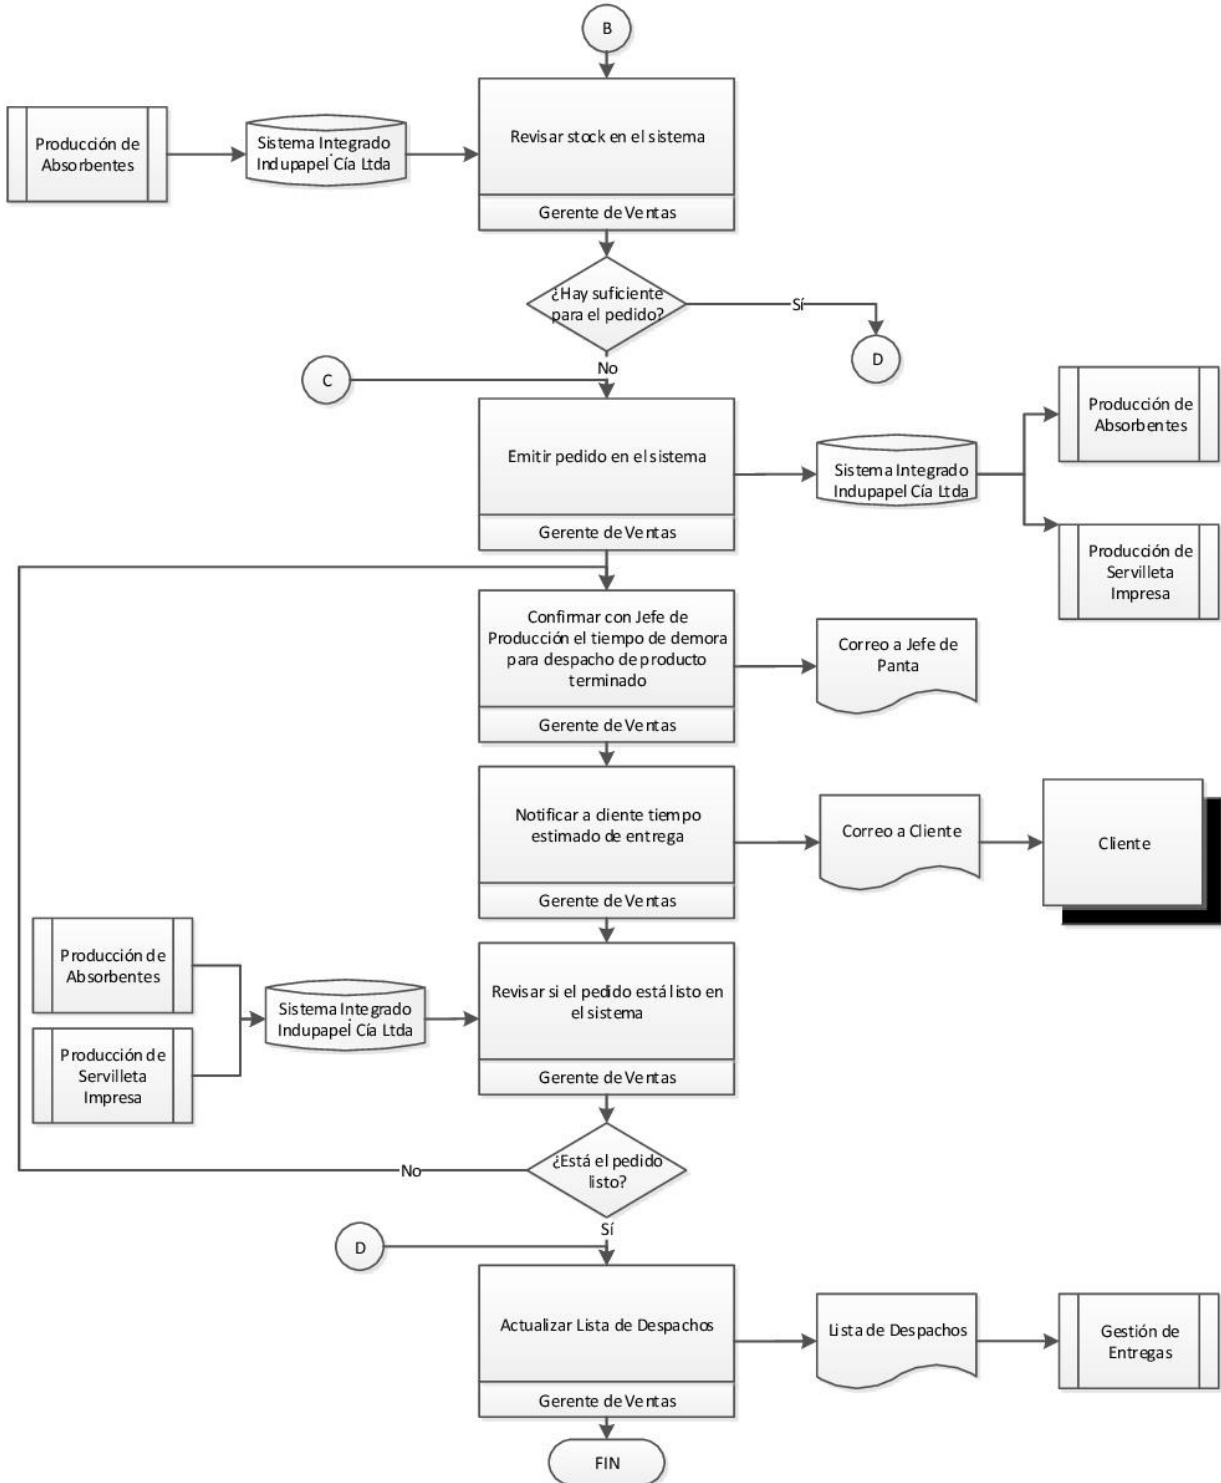 B
Producción de
Absorbentes
Sistema Integrado
Indupapel Cía Ltda
.
Revisar stock en el sistema
Gerente de Ventas
¿Hay suficiente
para el pedido?
Sí
D
No
C
Emitir pedido en el sistema
Gerente de Ventas
Sistema Integrado
Indupapel Cía Ltda
Producción de
Absorbentes
Producción de
Servilleta
Impresa
Confirmar con Jefe de
Producción el tiempo de demora
para despacho de producto
terminado
Gerente de Ventas
Correo a Jefe de
Panta
Notificar a cliente tiempo
estimado de entrega
Gerente de Ventas
Correo a Cliente
Cliente
Producción de
Absorbentes
Producción de
Servilleta
Impresa
Sistema Integrado
Indupapel Cía Ltda
.
Revisar si el pedido está listo en
el sistema
Gerente de Ventas
¿Está el pedido
listo?
No
Sí
D
Actualizar Lista de Despachos
Gerente de Ventas
Lista de Despachos
Gestión de
Entregas
FIN